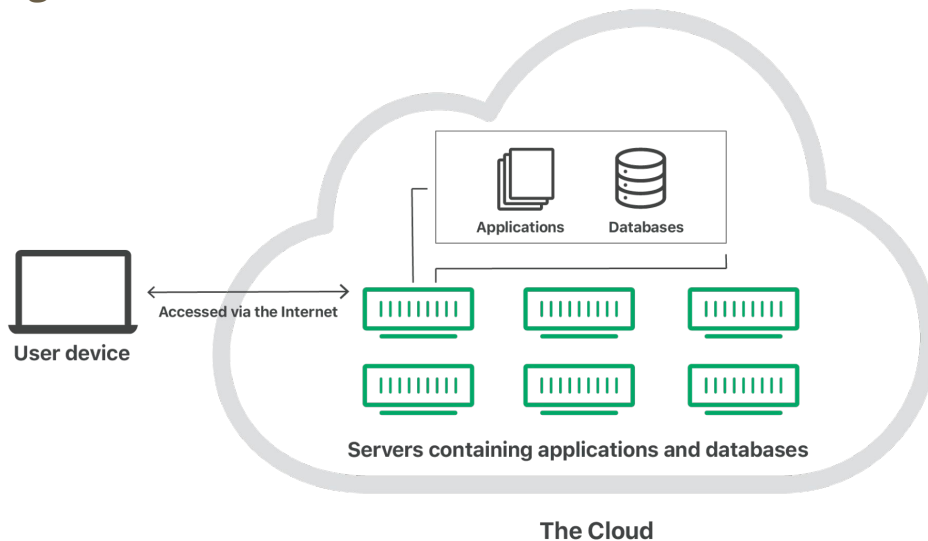 Applications Databases
Accessed via the Internet
User device
Servers containing applications and databases
The Cloud